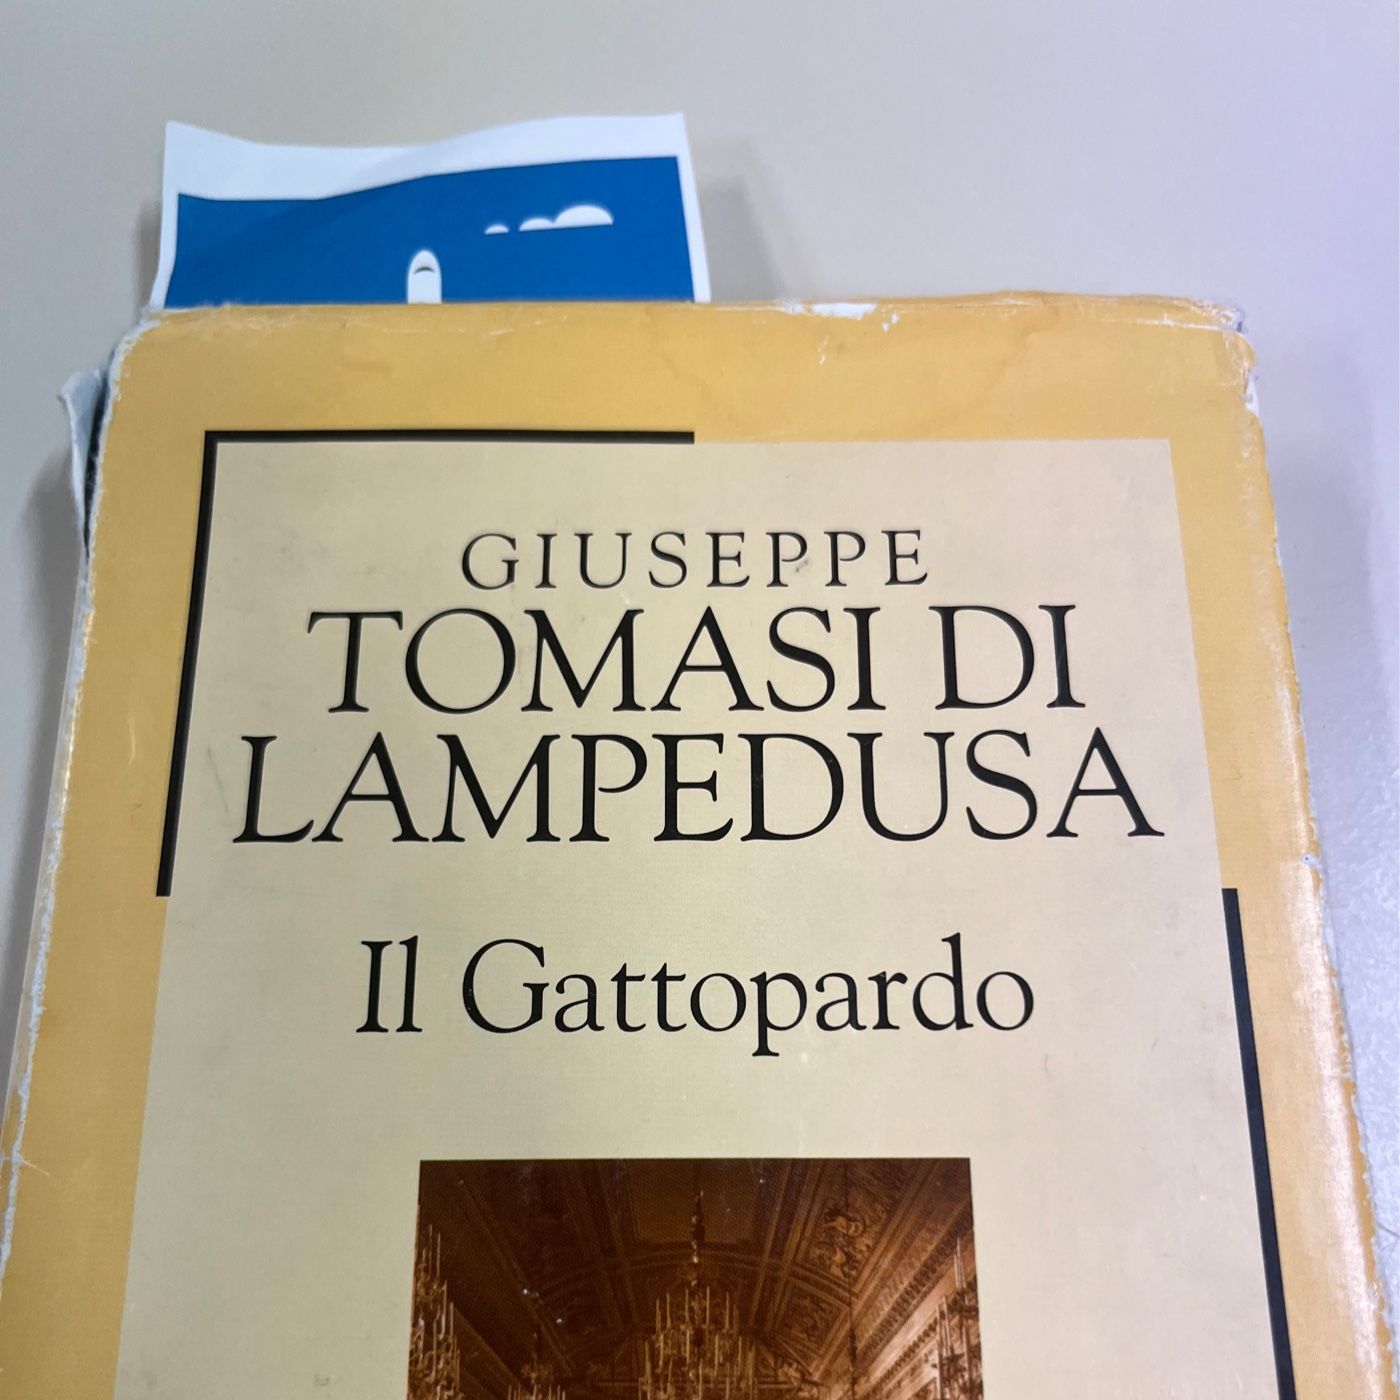 GIUSEPPE
TOMASI DI
LAMPEDUSA
Il Gattopardo